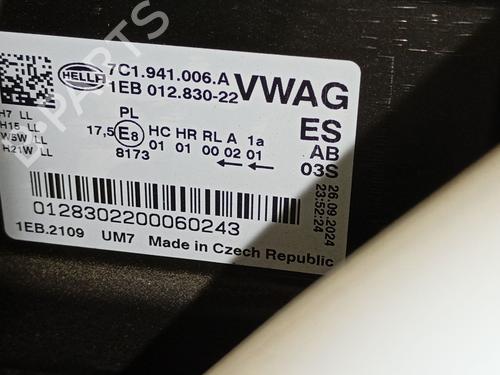 HELLA
7C1.941.006.A
1EB 012.830-22
VWAG
H7 LL
H15 LL
W5W LL
H21W LL
PL
17,5 E8
8173
HC HR RL A 1a
01 01 00 02 01
ES
AB
03S
26.09.2024
23:52:24
0128302200060243
1EB.2109 UM7 Made in Czech Republic
B-PARTS